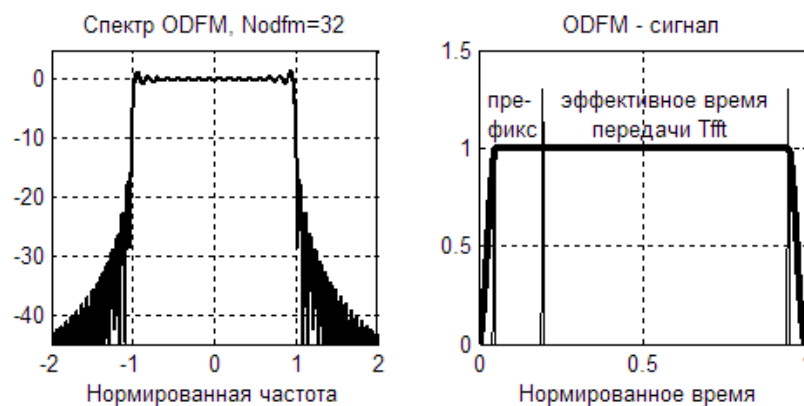 Спектр ODFM, Nodfm=32
0
-10
-20
-30
-40
-2
-1
0
1
2
Нормированная частота
ODFM - сигнал
1.5
1
0.5
0
пре-
фикс
эффективное время
передачи Tfft
0
0.5
Нормированное время